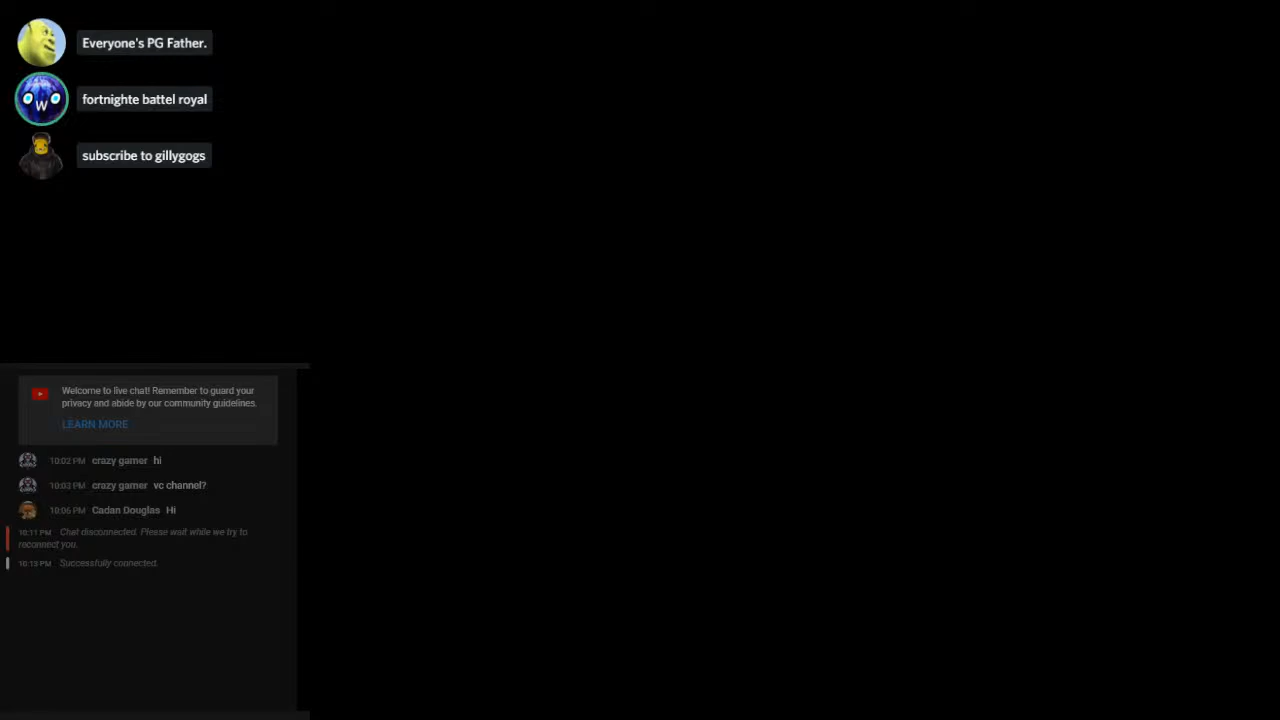 Everyone's PG Father.
fortnighte battel royal
W
subscribe to gillygogs
Welcome to live chat! Remember to guard your
privacy and abide by our community guidelines.
LEARN MORE
10:02 PM crazy gamer hi
10:03 PM crazy gamer vc channel?
10:06 PM Cadan Douglas Hi
10:11 PM Chat disconnected. Please wait while we try to
reconnect you.
10:13 PM Successfully connected.